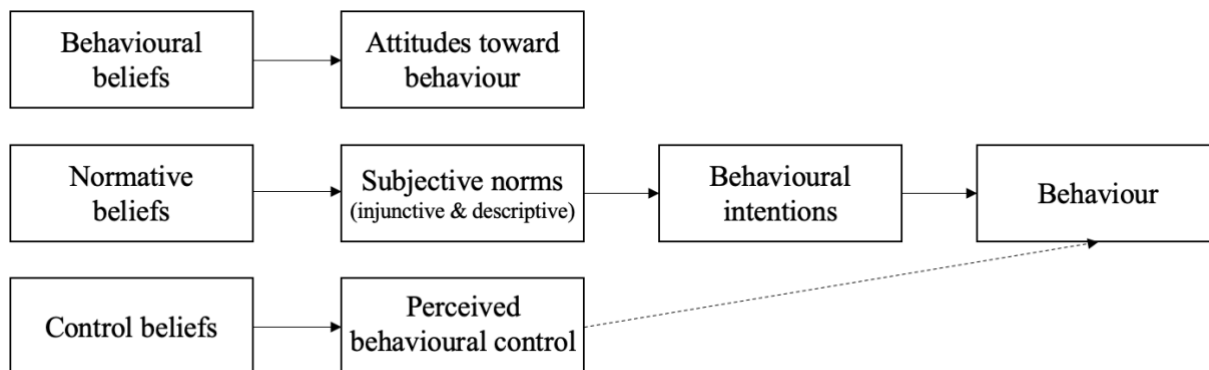 Behavioural
beliefs
Attitudes toward
behaviour
Normative
beliefs
Subjective norms
(injunctive & descriptive)
Behavioural
intentions
Behaviour
Control beliefs
Perceived
behavioural control